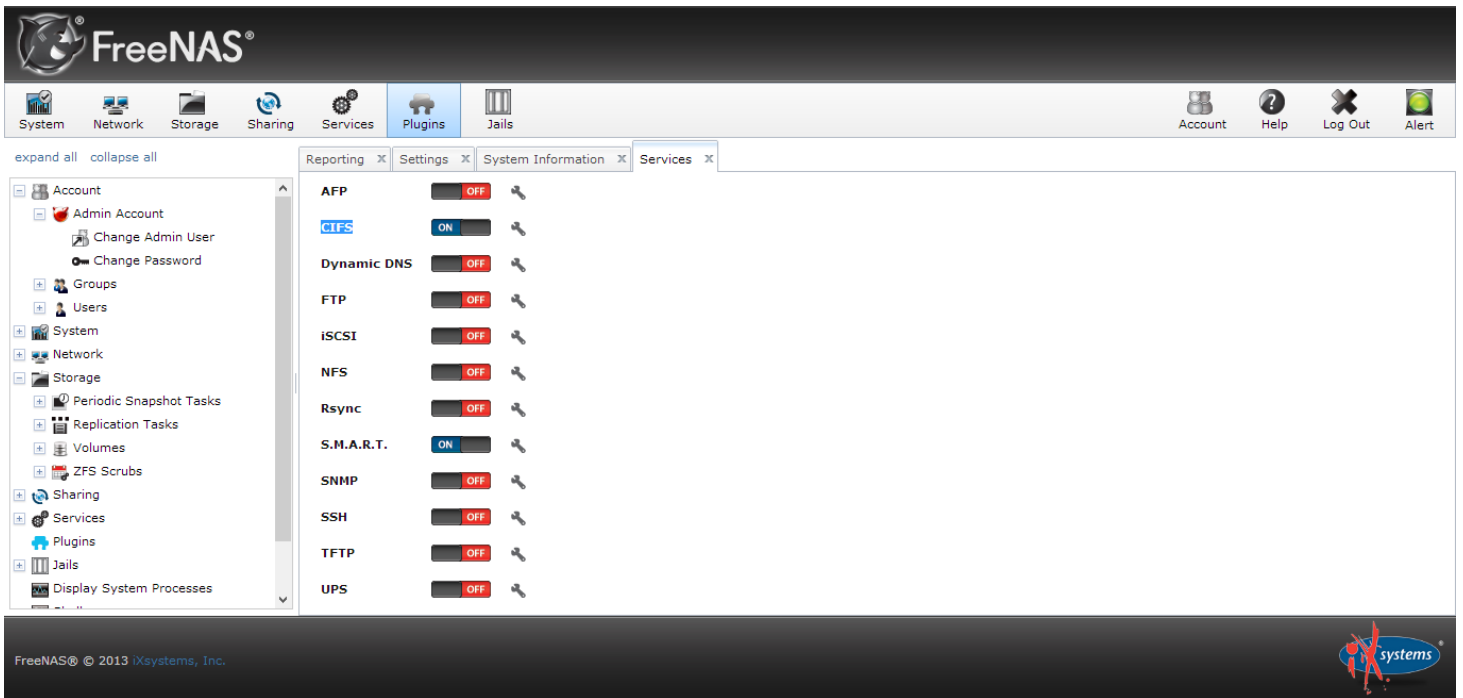 FreeNAS®
System Network Storage Sharing Services Plugins Jails Account Help Log Out Alert
expand all collapse all
Reporting X Settings X System Information X Services X
Account
Admin Account
Change Admin User
Change Password
Groups
Users
System
Network
Storage
Periodic Snapshot Tasks
Replication Tasks
Volumes
ZFS Scrubs
Sharing
Services
Plugins
Jails
Display System Processes
AFP OFF
CIFS ON
Dynamic DNS OFF
FTP OFF
iSCSI OFF
NFS OFF
Rsync OFF
S.M.A.R.T. ON
SNMP OFF
SSH OFF
TFTP OFF
UPS OFF
FreeNAS® © 2013 iXsystems, Inc.
iXsystems®